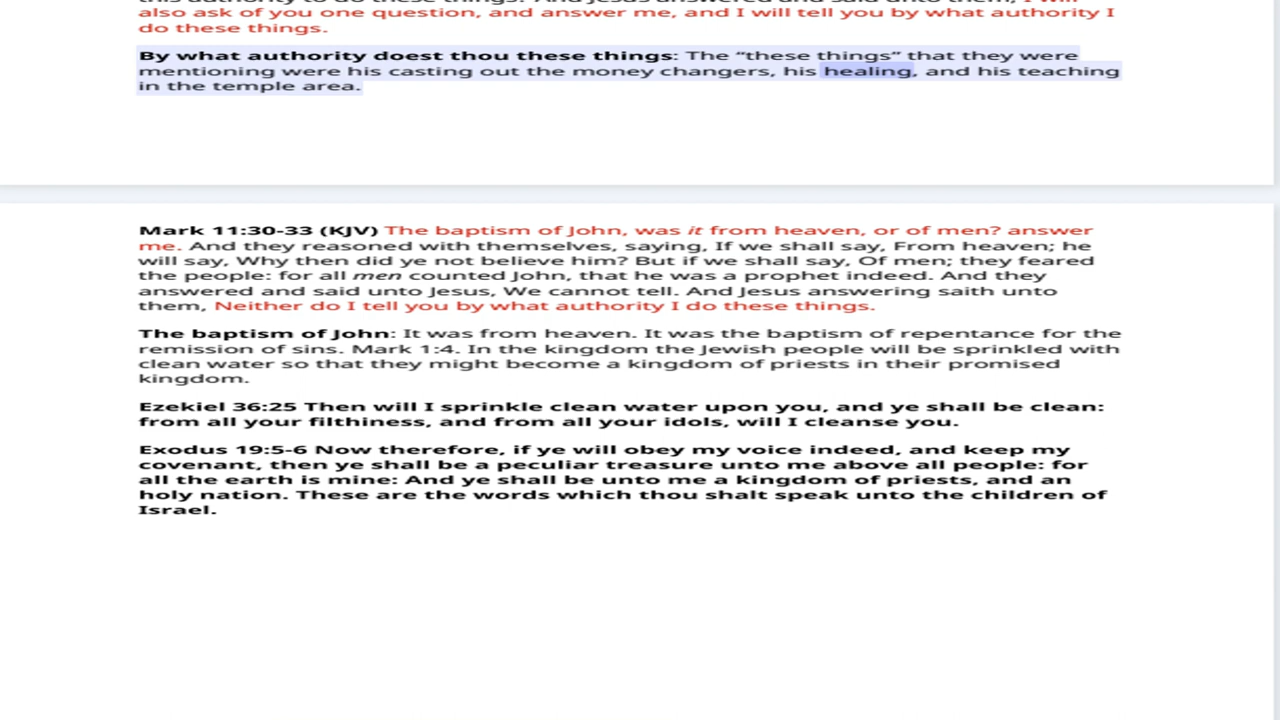 this authority to do these things? And Jesus answered and said unto them, I will
also ask of you one question, and answer me, and I will tell you by what authority I
do these things.
By what authority doest thou these things: The “these things” that they were
mentioning were his casting out the money changers, his healing, and his teaching
in the temple area.
Mark 11:30-33 (KJV) The baptism of John, was it from heaven, or of men? answer
me. And they reasoned with themselves, saying, If we shall say, From heaven; he
will say, Why then did ye not believe him? But if we shall say, Of men; they feared
the people: for all men counted John, that he was a prophet indeed. And they
answered and said unto Jesus, We cannot tell. And Jesus answering saith unto
them, Neither do I tell you by what authority I do these things.
The baptism of John: It was from heaven. It was the baptism of repentance for the
remission of sins. Mark 1:4. In the kingdom the Jewish people will be sprinkled with
clean water so that they might become a kingdom of priests in their promised
kingdom.
Ezekiel 36:25 Then will I sprinkle clean water upon you, and ye shall be clean:
from all your filthiness, and from all your idols, will I cleanse you.
Exodus 19:5-6 Now therefore, if ye will obey my voice indeed, and keep my
covenant, then ye shall be a peculiar treasure unto me above all people: for
all the earth is mine: And ye shall be unto me a kingdom of priests, and an
holy nation. These are the words which thou shalt speak unto the children of
Israel.